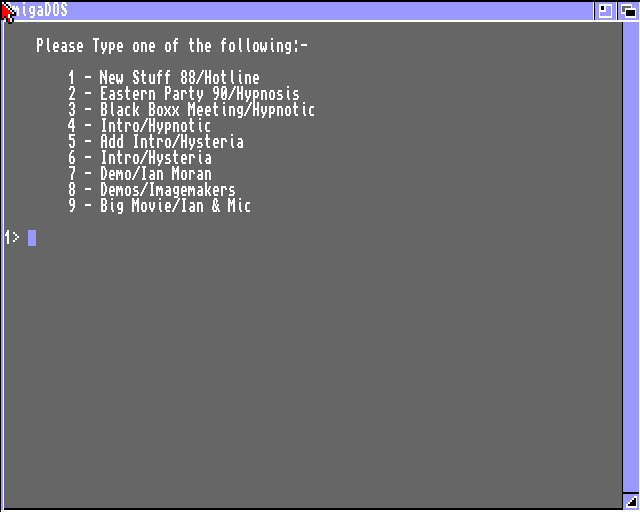 AmigaDOS
Please Type one of the following:-
1 - New Stuff 88/Hotline
2 - Eastern Party 90/Hypnosis
3 - Black Boxx Meeting/Hypnotic
4 - Intro/Hypnotic
5 - Add Intro/Hysteria
6 - Intro/Hysteria
7 - Demo/Ian Moran
8 - Demos/Imagemakers
9 - Big Movie/Ian & Mic
1>